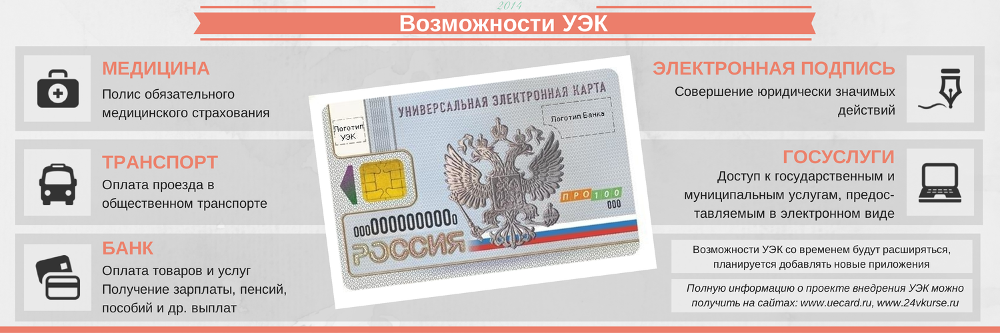 2014
Возможности УЭК
МЕДИЦИНА
Полис обязательного
медицинского страхования
ТРАНСПОРТ
Оплата проезда в
общественном транспорте
БАНК
Оплата товаров и услуг
Получение зарплаты, пенсий,
пособий и др. выплат
УНИВЕРСАЛЬНАЯ ЭЛЕКТРОННАЯ КАРТА
Логотип
УЭК
Логотип Банка
ПРО100
000
0000000000000
РОССИЯ
ЭЛЕКТРОННАЯ ПОДПИСЬ
Совершение юридически значимых
действий
ГОСУСЛУГИ
Доступ к государственным и
муниципальным услугам, предос-
тавляемым в электронном виде
Возможности УЭК со временем будут расширяться,
планируется добавлять новые приложения
Полную информацию о проекте внедрения УЭК можно
получить на сайтах: www.uecard.ru, www.24vkurse.ru